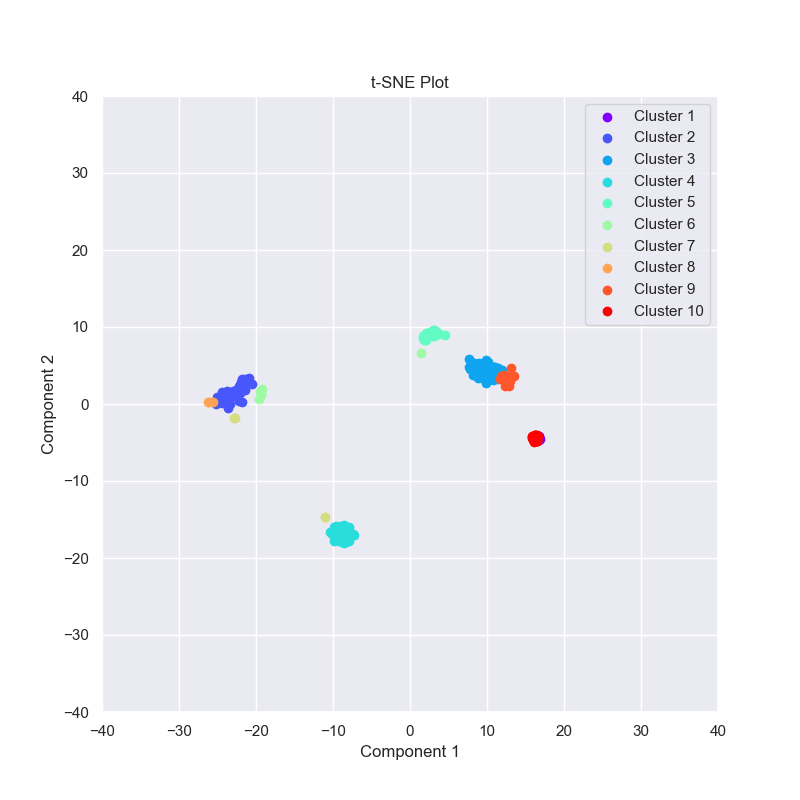 t-SNE Plot
40
30
20
10
0
−10
−20
−30
−40
Component 2
−40 −30 −20 −10 0 10 20 30 40
Component 1
Cluster 1
Cluster 2
Cluster 3
Cluster 4
Cluster 5
Cluster 6
Cluster 7
Cluster 8
Cluster 9
Cluster 10